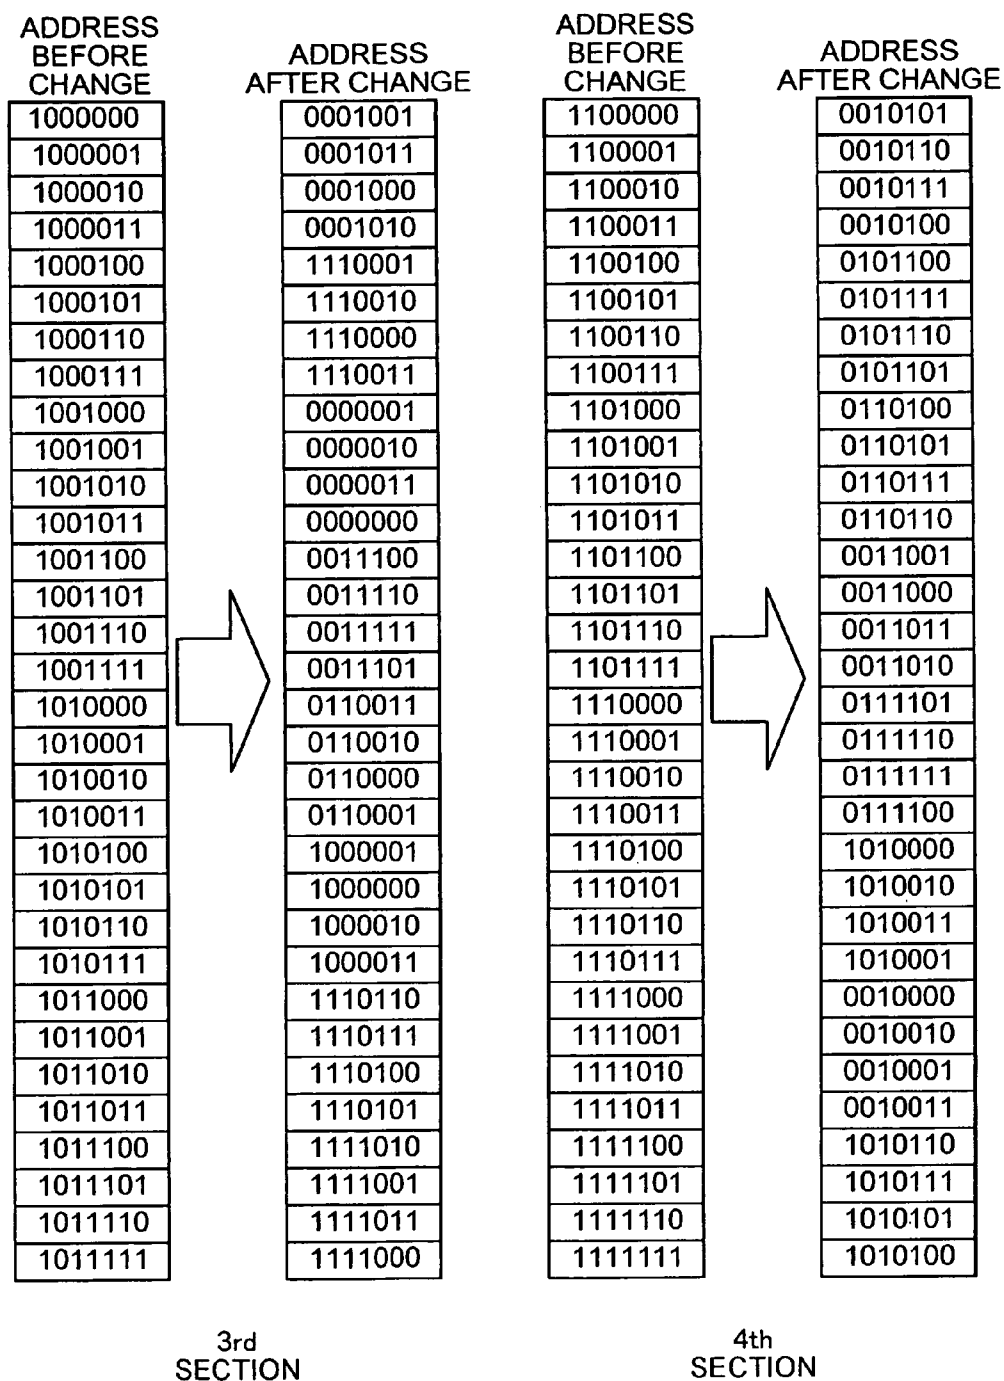 ADDRESS
BEFORE
CHANGE
ADDRESS
AFTER CHANGE
ADDRESS
BEFORE
CHANGE
ADDRESS
AFTER CHANGE
1000000 0001001 1100000 0010101
1000001 0001011 1100001 0010110
1000010 0001000 1100010 0010111
1000011 0001010 1100011 0010100
1000100 1110001 1100100 0101100
1000101 1110010 1100101 0101111
1000110 1110000 1100110 0101110
1000111 1110011 1100111 0101101
1001000 0000001 1101000 0110100
1001001 0000010 1101001 0110101
1001010 0000011 1101010 0110111
1001011 0000000 1101011 0110110
1001100 0011100 1101100 0011001
1001101 0011110 1101101 0011000
1001110 0011111 1101110 0011011
1001111 0011101 1101111 0011010
1010000 0110011 1110000 0111101
1010001 0110010 1110001 0111110
1010010 0110000 1110010 0111111
1010011 0110001 1110011 0111100
1010100 1000001 1110100 1010000
1010101 1000000 1110101 1010010
1010110 1000010 1110110 1010011
1010111 1000011 1110111 1010001
1011000 1110110 1111000 0010000
1011001 1110111 1111001 0010010
1011010 1110100 1111010 0010001
1011011 1110101 1111011 0010011
1011100 1111010 1111100 1010110
1011101 1111001 1111101 1010111
1011110 1111011 1111110 1010101
1011111 1111000 1111111 1010100
3rd
SECTION
4th
SECTION